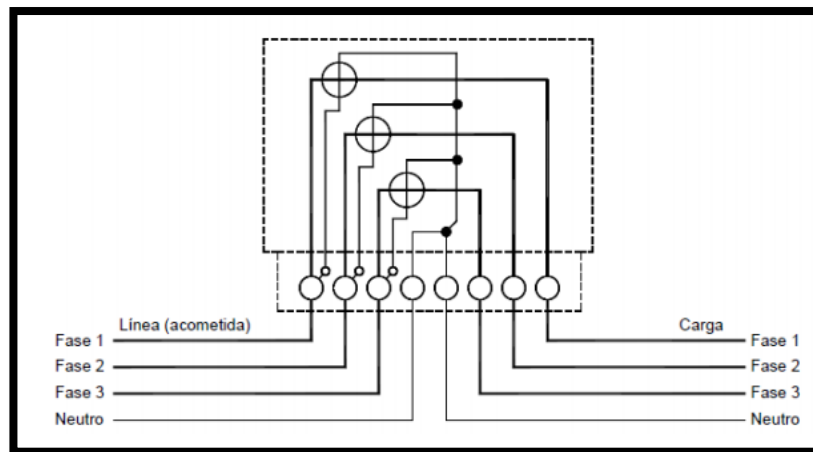 Línea (acometida)
Carga
Fase 1
Fase 1
Fase 2
Fase 2
Fase 3
Fase 3
Neutro
Neutro